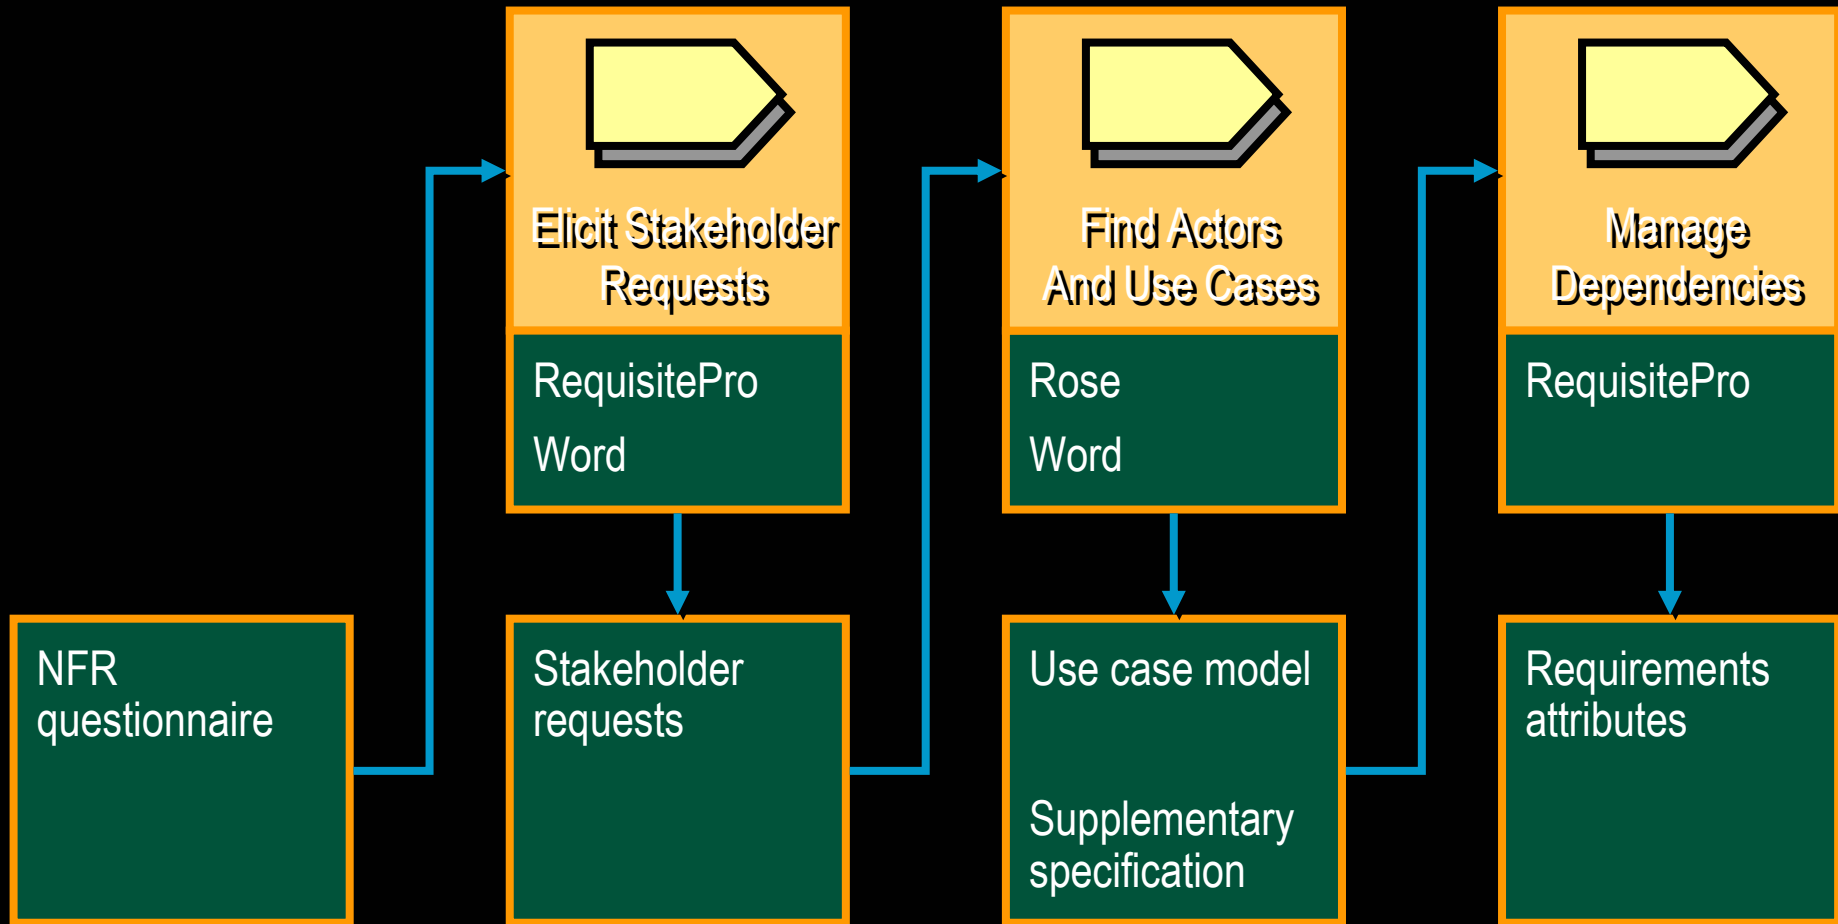 Elicit Stakeholder
Requests
RequisitePro
Word
Find Actors
And Use Cases
Rose
Word
Manage
Dependencies
RequisitePro
NFR
questionnaire
Stakeholder
requests
Use case model
Supplementary
specification
Requirements
attributes